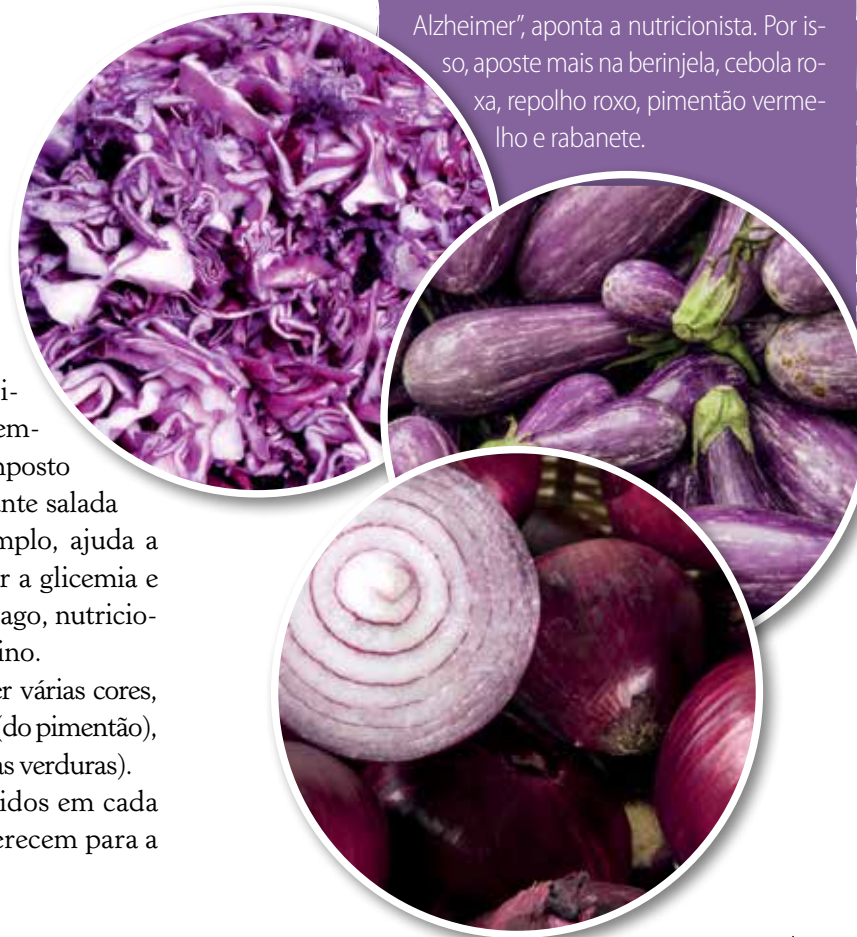 Alzheimer”, aponta a nutricionista. Por is-
so, aposte mais na berinjela, cebola ro-
xa, repolho roxo, pimentão verme-
lho e rabanete.
i-
em-
posto
nte salada
mplo, ajuda a
r a glicemia e
ago, nutricio-
ino.
er várias cores,
(do pimentão),
as verduras).
idos em cada
erecem para a